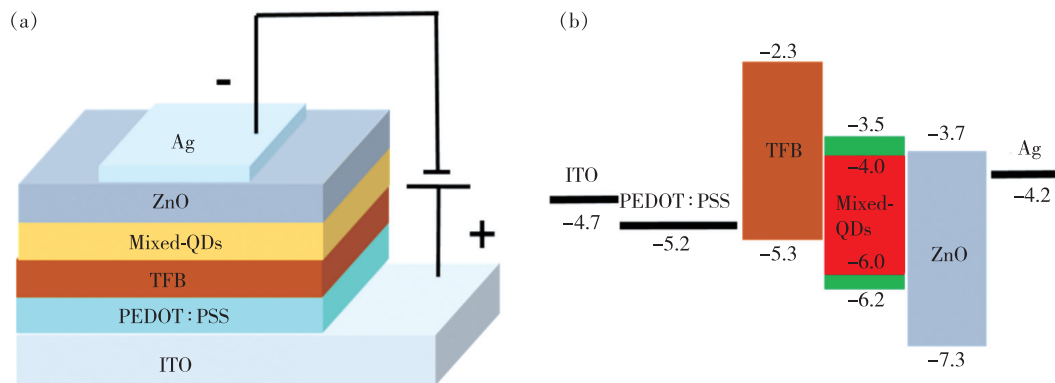 (a)
-
Ag
ZnO
Mixed-QDs
TFB
PEDOT:PSS
ITO
+
(b)
-2.3
-3.5
-3.7
TFB
-4.0
Ag
ITO
-4.2
PEDOT:PSS
Mixed-
QDs
-4.7
-5.2
-5.3
-6.0
ZnO
-6.2
-7.3